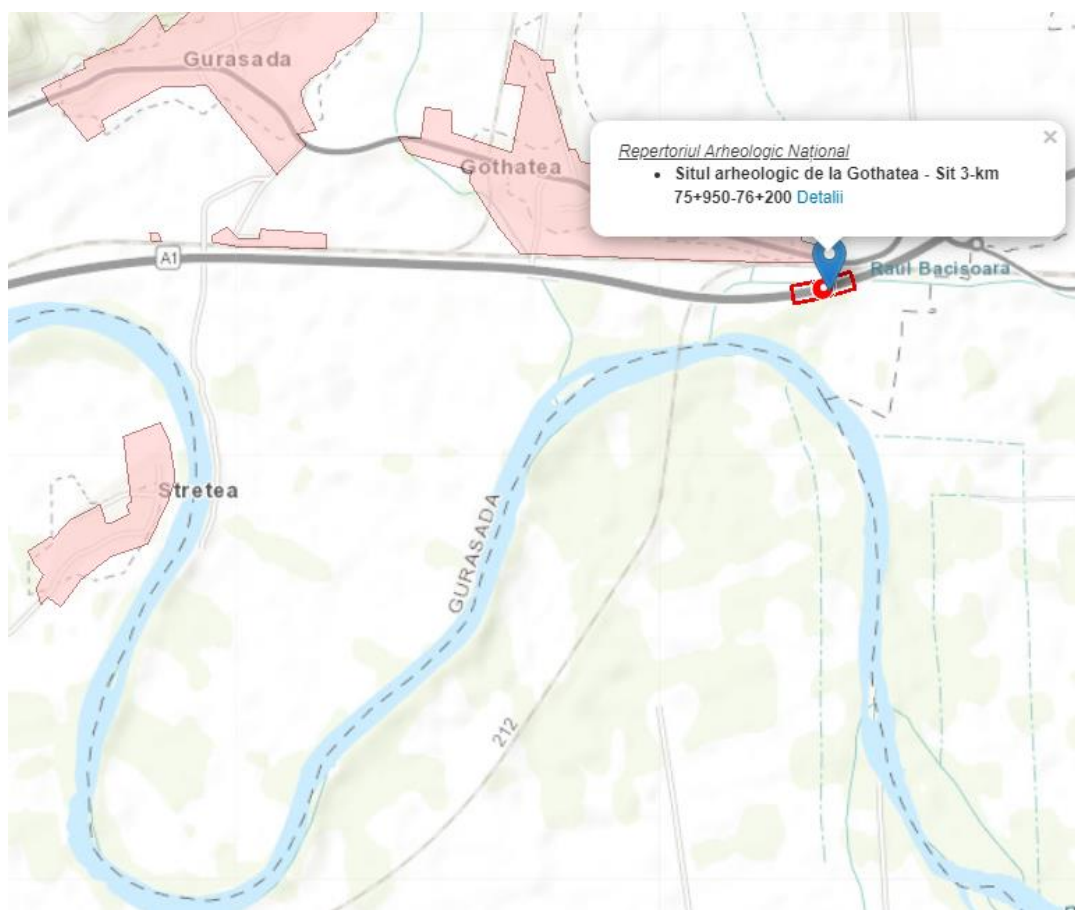 Gurasada
Gothatea
Repertoriul Arheologic Național
• Situl arheologic de la Gothatea - Sit 3-km
75+950-76+200 Detalii
×
A1
Raul Bacisoara
Stretea
GURASADA
212